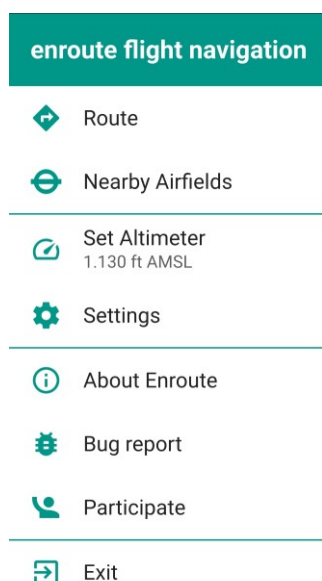 enroute flight navigation
Route
Nearby Airfields
Set Altimeter
1.130 ft AMSL
Settings
About Enroute
Bug report
Participate
Exit